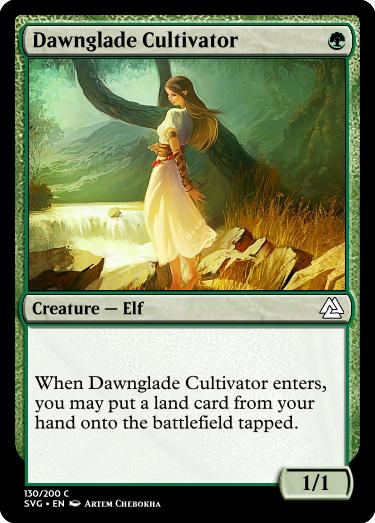 Dawnglade Cultivator
Creature — Elf
When Dawnglade Cultivator enters,
you may put a land card from your
hand onto the battlefield tapped.
1/1
130/200 C
SVG • EN Artem Chebokha